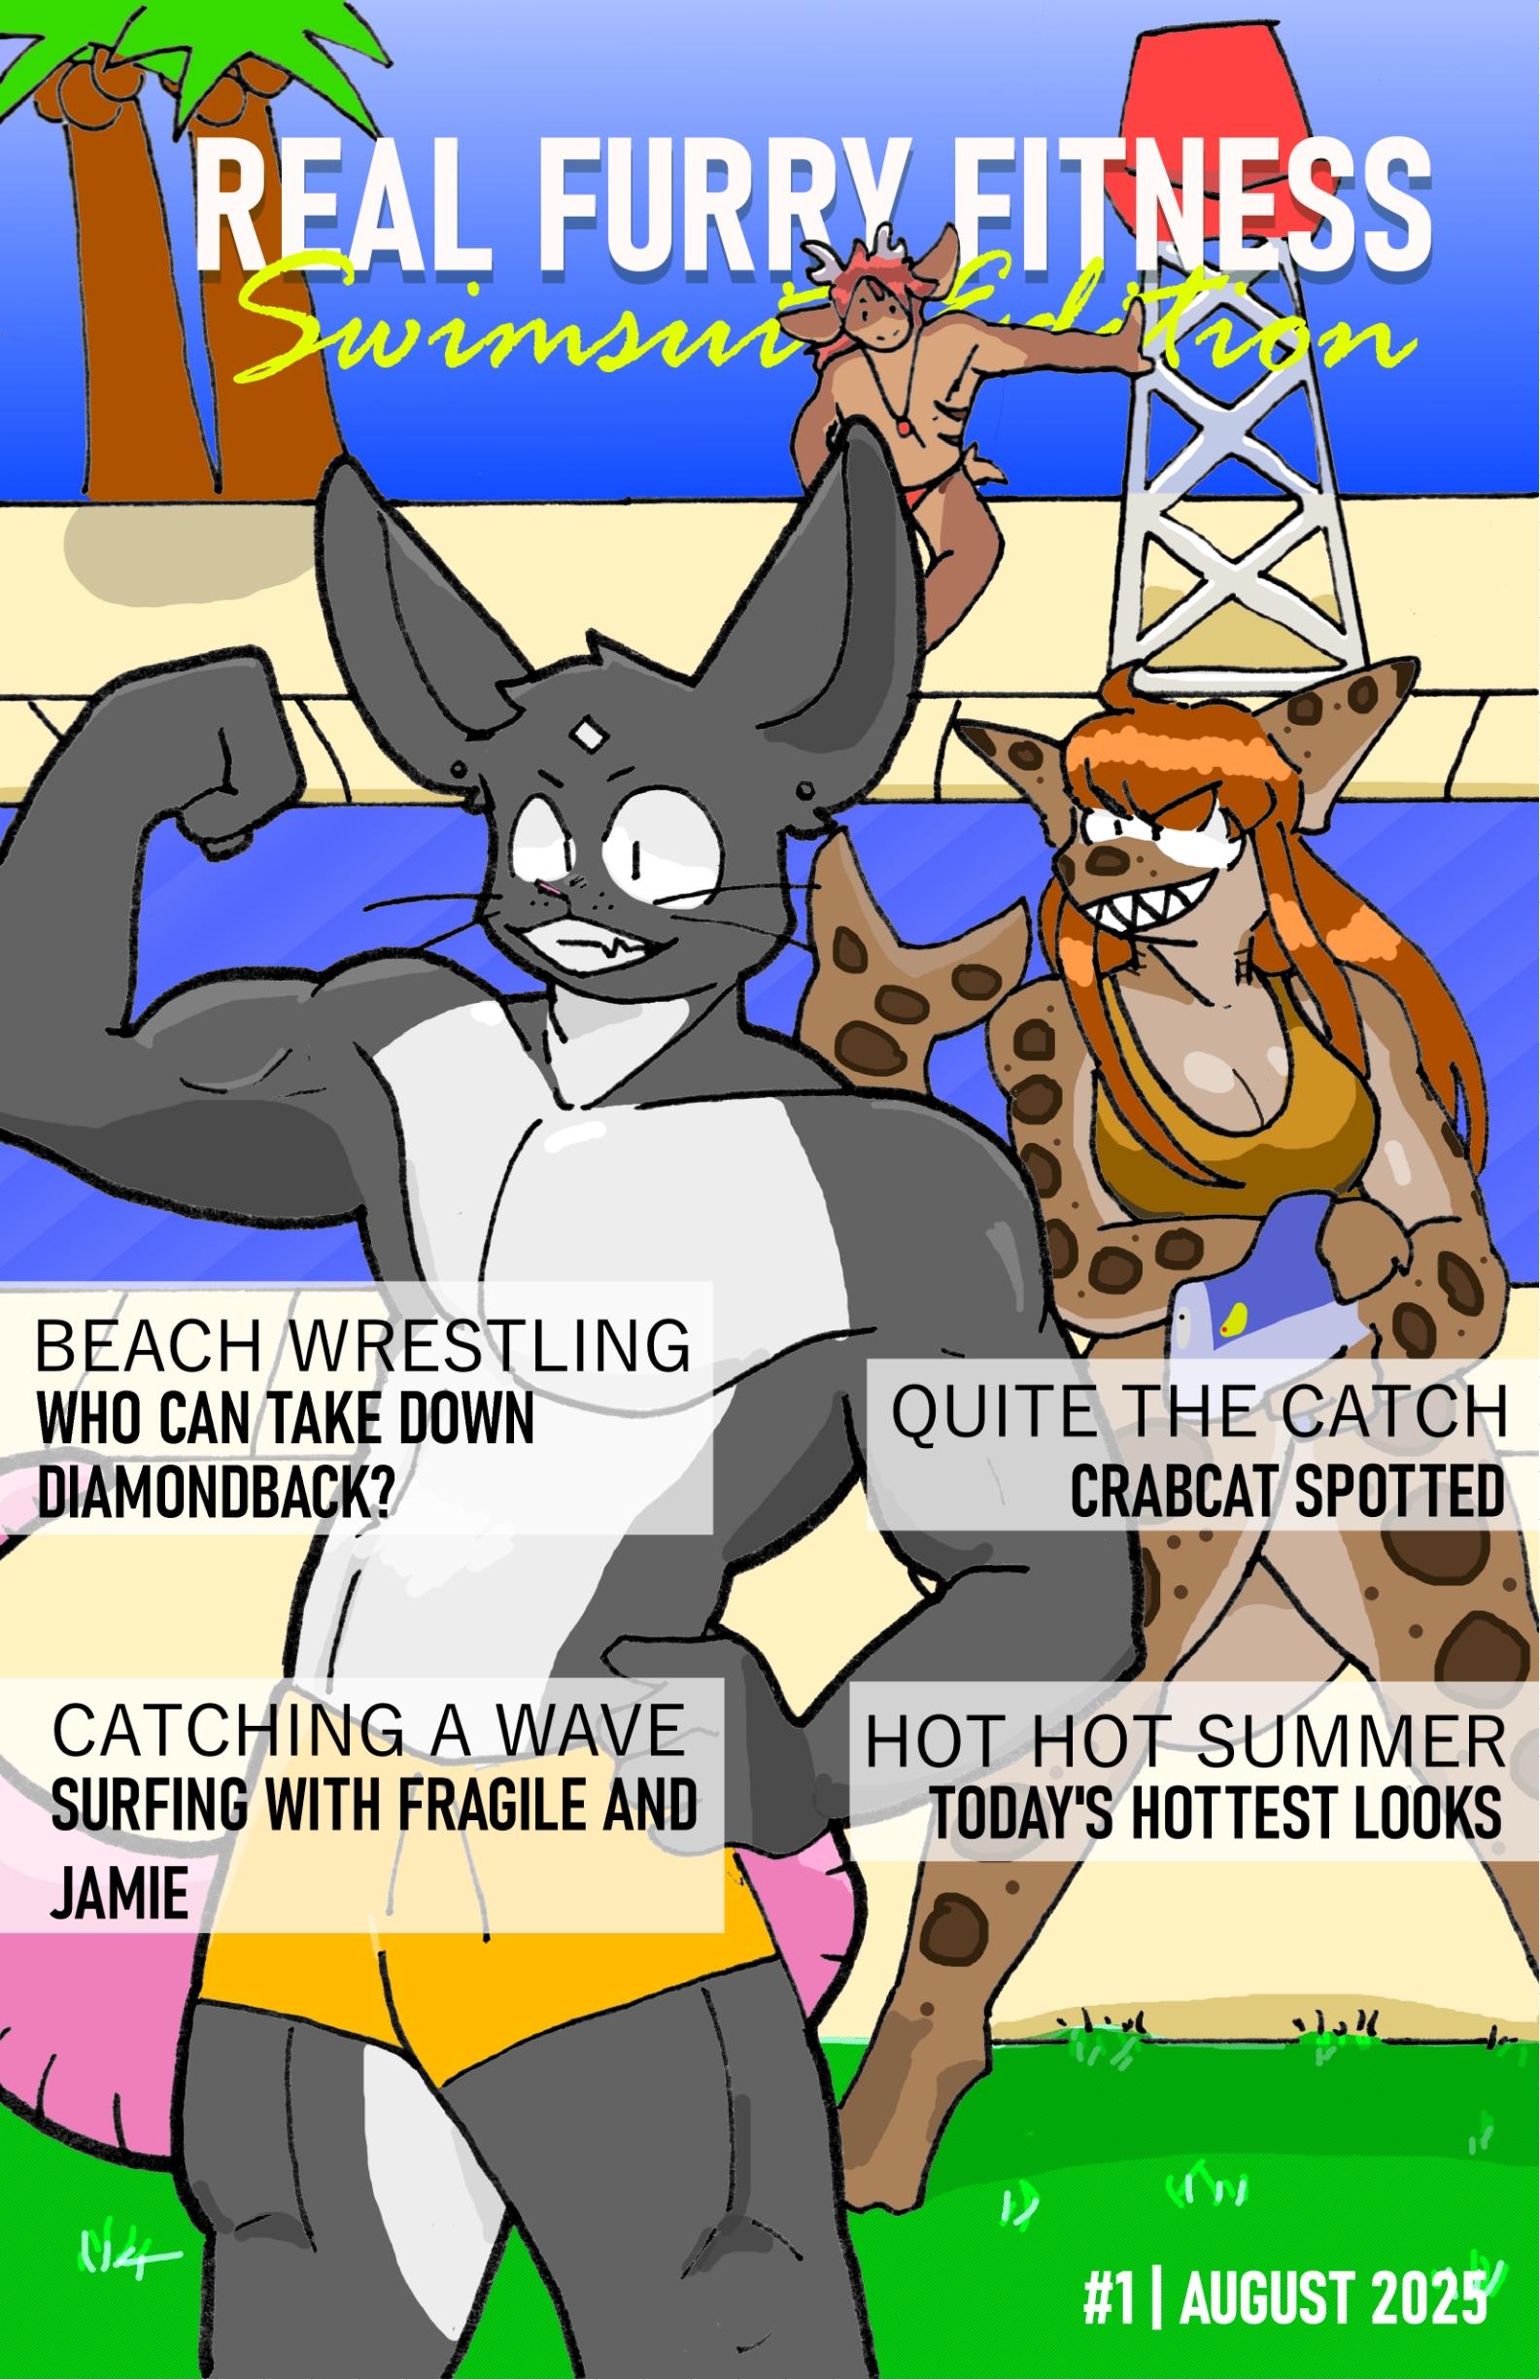 REAL FURRY FITNESS
Swimsuit Edition
BEACH WRESTLING
WHO CAN TAKE DOWN
DIAMONDBACK?
QUITE THE CATCH
CRABCAT SPOTTED
CATCHING A WAVE
SURFING WITH FRAGILE AND
JAMIE
HOT HOT SUMMER
TODAY'S HOTTEST LOOKS
#1 | AUGUST 2025